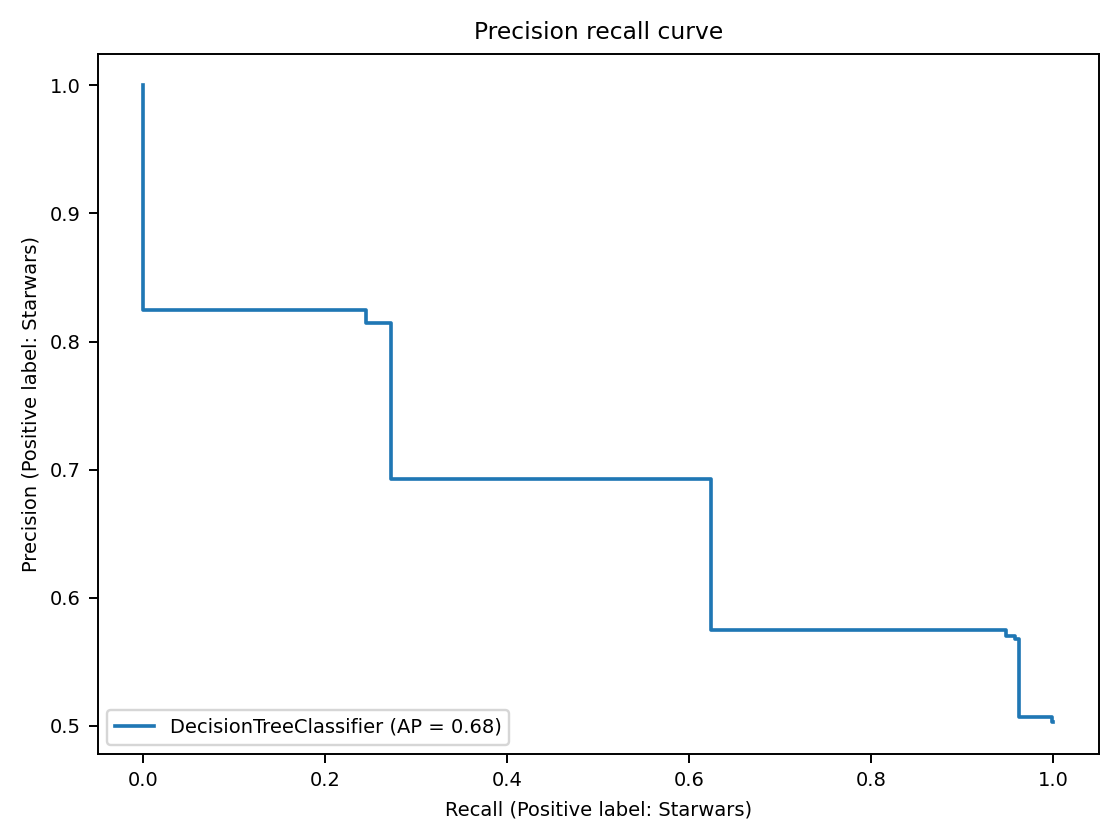 Precision recall curve
1.0
0.9
0.8
0.7
0.6
0.5
Precision (Positive label: Starwars)
DecisionTreeClassifier (AP = 0.68)
0.0 0.2 0.4 0.6 0.8 1.0
Recall (Positive label: Starwars)